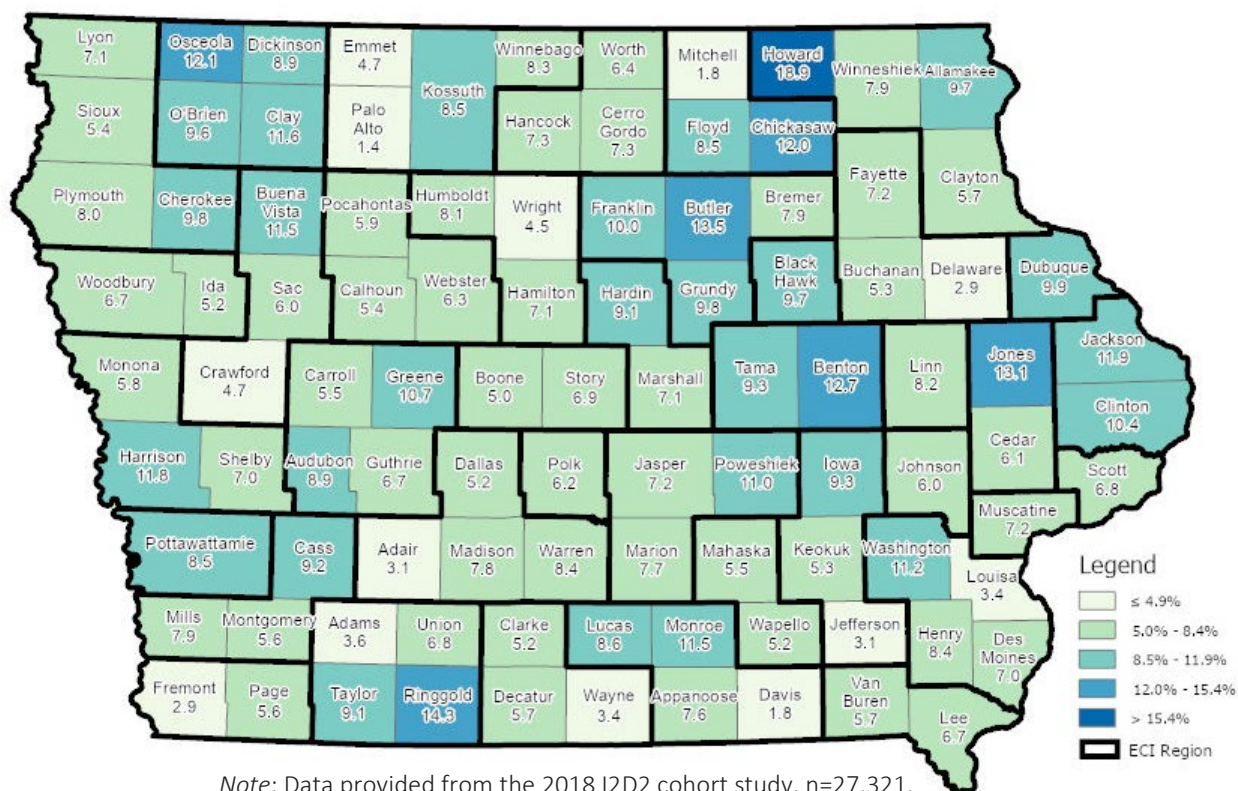 Lyon
7.1
Osceola
12.1
Dickinson
8.9
Emmet
4.7
Kossuth
8.5
Winnebago
8.3
Worth
6.4
Mitchell
1.8
Howard
18.9
Winneshiek
7.9
Allamakee
9.7
Sioux
5.4
O'Brien
9.6
Clay
11.6
Palo
Alto
1.4
Hancock
7.3
Cerro
Gordo
7.3
Floyd
8.5
Chickasaw
12.0
Fayette
7.2
Clayton
5.7
Plymouth
8.0
Cherokee
9.8
Buena
Vista
11.5
Pocahontas
5.9
Humboldt
8.1
Wright
4.5
Franklin
10.0
Butler
13.5
Bremer
7.9
Woodbury
6.7
Ida
5.2
Sac
6.0
Calhoun
5.4
Webster
6.3
Hamilton
7.1
Hardin
9.1
Grundy
9.8
Black
Hawk
9.7
Buchanan
5.3
Delaware
2.9
Dubuque
9.9
Monona
5.8
Crawford
4.7
Carroll
5.5
Greene
10.7
Boone
5.0
Story
6.9
Marshall
7.1
Tama
9.3
Benton
12.7
Linn
8.2
Jones
13.1
Jackson
11.9
Clinton
10.4
Harrison
11.8
Shelby
7.0
Audubon
8.9
Guthrie
6.7
Dallas
5.2
Polk
6.2
Jasper
7.2
Poweshiek
11.0
Iowa
9.3
Johnson
6.0
Cedar
6.1
Scott
6.8
Muscatine
7.2
Pottawattamie
8.5
Cass
9.2
Adair
3.1
Madison
7.8
Warren
8.4
Marion
7.7
Mahaska
5.5
Keokuk
5.3
Washington
11.2
Louisa
3.4
Mills
7.9
Montgomery
5.6
Adams
3.6
Union
6.8
Clarke
5.2
Lucas
8.6
Monroe
11.5
Wapello
5.2
Jefferson
3.1
Henry
8.4
Des
Moines
7.0
Fremont
2.9
Page
5.6
Taylor
9.1
Ringgold
14.3
Decatur
5.7
Wayne
3.4
Appanoose
7.6
Davis
1.8
Van
Buren
5.7
Lee
6.7
Legend
≤ 4.9%
5.0% - 8.4%
8.5% - 11.9%
12.0% - 15.4%
> 15.4%
ECI Region
Note: Data provided from the 2018 I2D2 cohort study, n=27,321.